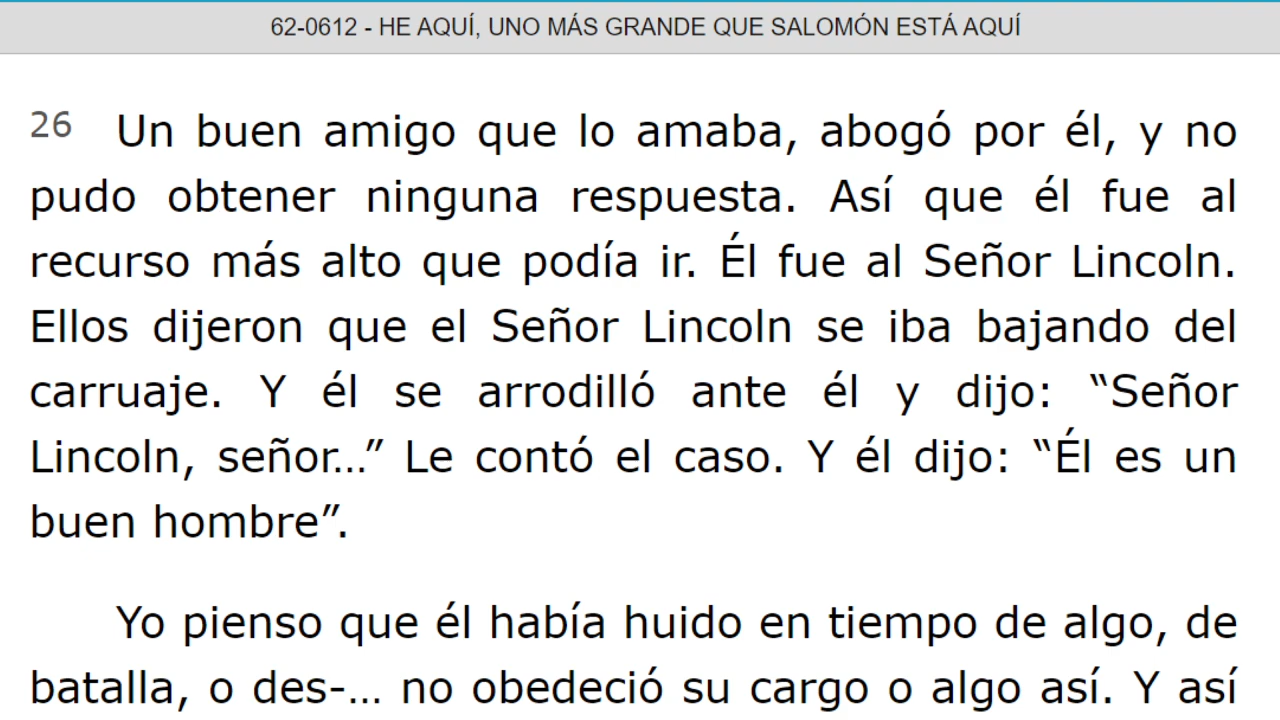 62-0612 - HE AQUÍ, UNO MÁS GRANDE QUE SALOMÓN ESTÁ AQUÍ
26 Un buen amigo que lo amaba, abogó por él, y no
pudo obtener ninguna respuesta. Así que él fue al
recurso más alto que podía ir. Él fue al Señor Lincoln.
Ellos dijeron que el Señor Lincoln se iba bajando del
carruaje. Y él se arrodilló ante él y dijo: “Señor
Lincoln, señor...” Le contó el caso. Y él dijo: “Él es un
buen hombre”.
Yo pienso que él había huido en tiempo de algo, de
batalla, o des-... no obedeció su cargo o algo así. Y así